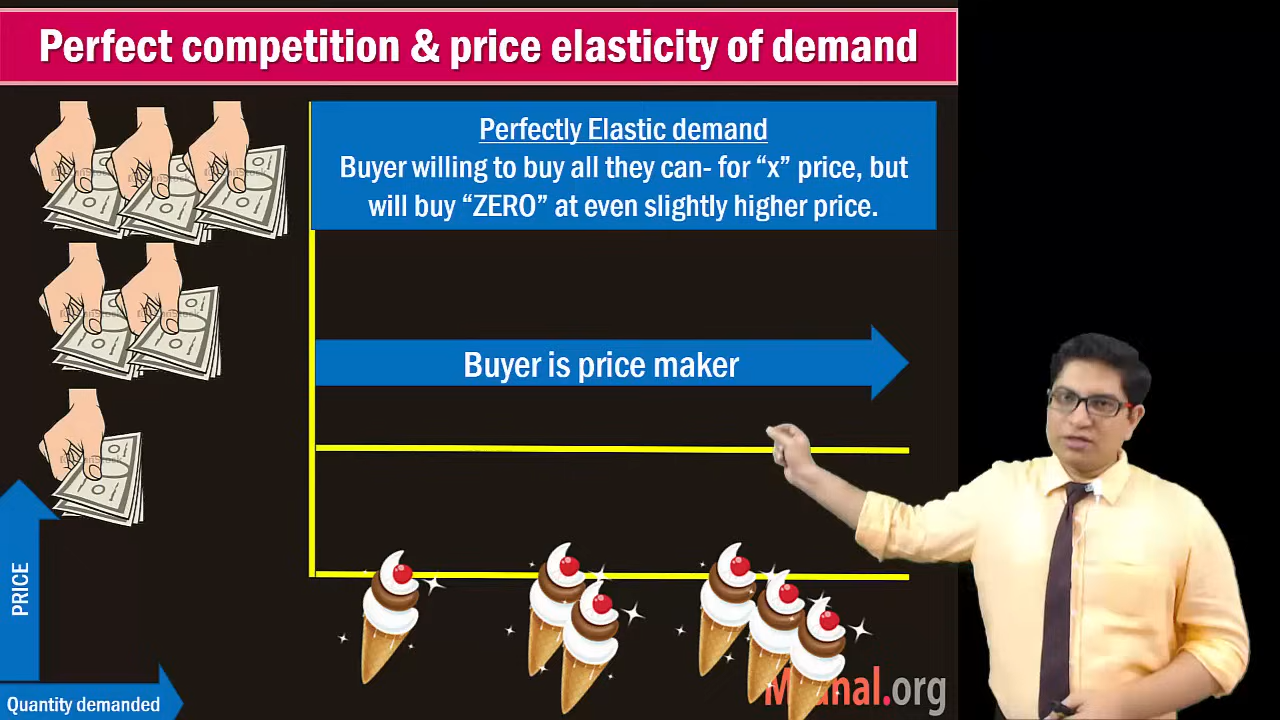 Perfect competition & price elasticity of demand
Perfectly Elastic demand
Buyer willing to buy all they can- for “x” price, but
will buy “ZERO” at even slightly higher price.
Buyer is price maker
PRICE
Quantity demanded
.org